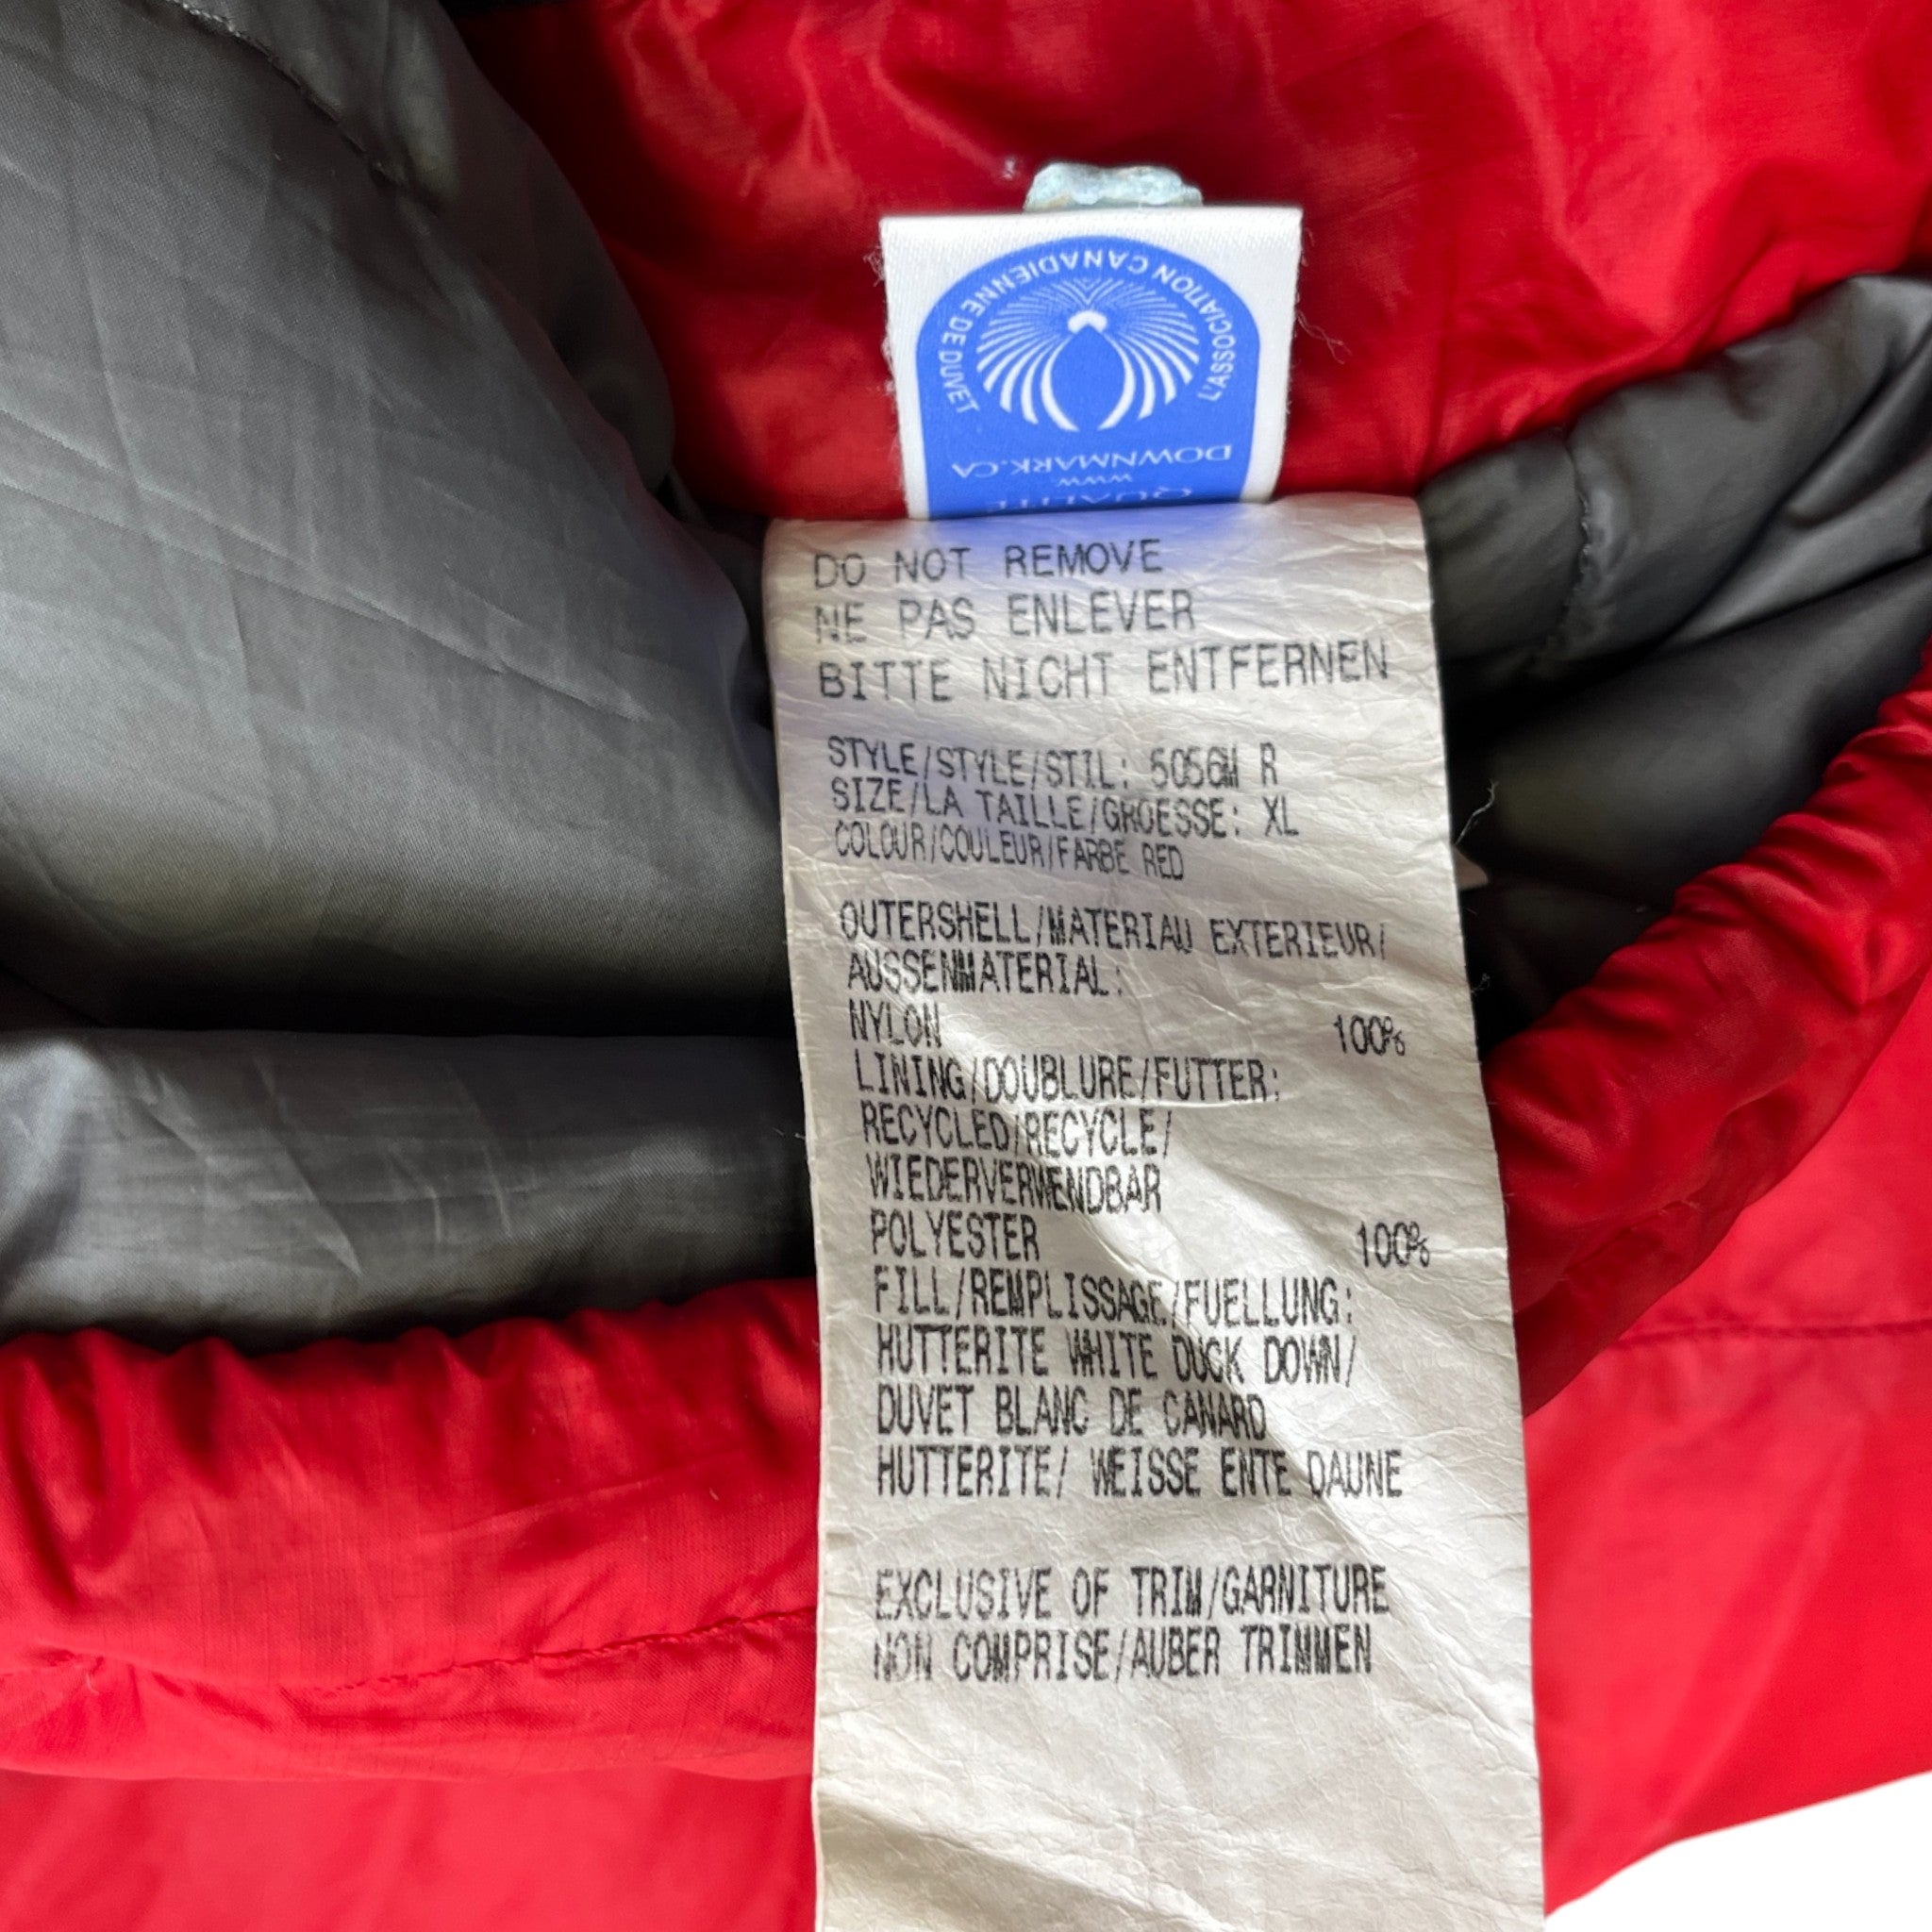 L'ASSOCIATION CANADIENNE DE DUVET
DOWNMARK.CA
WWW
QUALITÉ
DO NOT REMOVE
NE PAS ENLEVER
BITTE NICHT ENTFERNEN
STYLE/STYLE/STIL: 5056M R
SIZE/LA TAILLE/GROESSE: XL
COLOUR/COULEUR/FARBE RED
OUTERSHELL/MATERIAU EXTERIEUR/
AUSSENMATERIAL:
NYLON 100%
LINING/DOUBLURE/FUTTER:
RECYCLED/RECYCLE/
WIEDERVERWENDBAR
POLYESTER 100%
FILL/REMPLISSAGE/FUELLUNG:
HUTTERITE WHITE DUCK DOWN/
DUVET BLANC DE CANARD
HUTTERITE/ WEISSE ENTE DAUNE
EXCLUSIVE OF TRIM/GARNITURE
NON COMPRISE/AUBER TRIMMEN